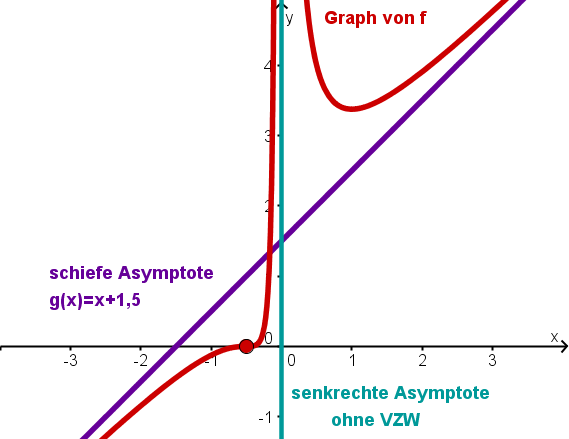 y
Graph von f
4
3
2
schiefe Asymptote
g(x)=x+1,5
0
x
-3
-2
-1
0
1
2
3
senkrechte Asymptote
ohne VZW
-1